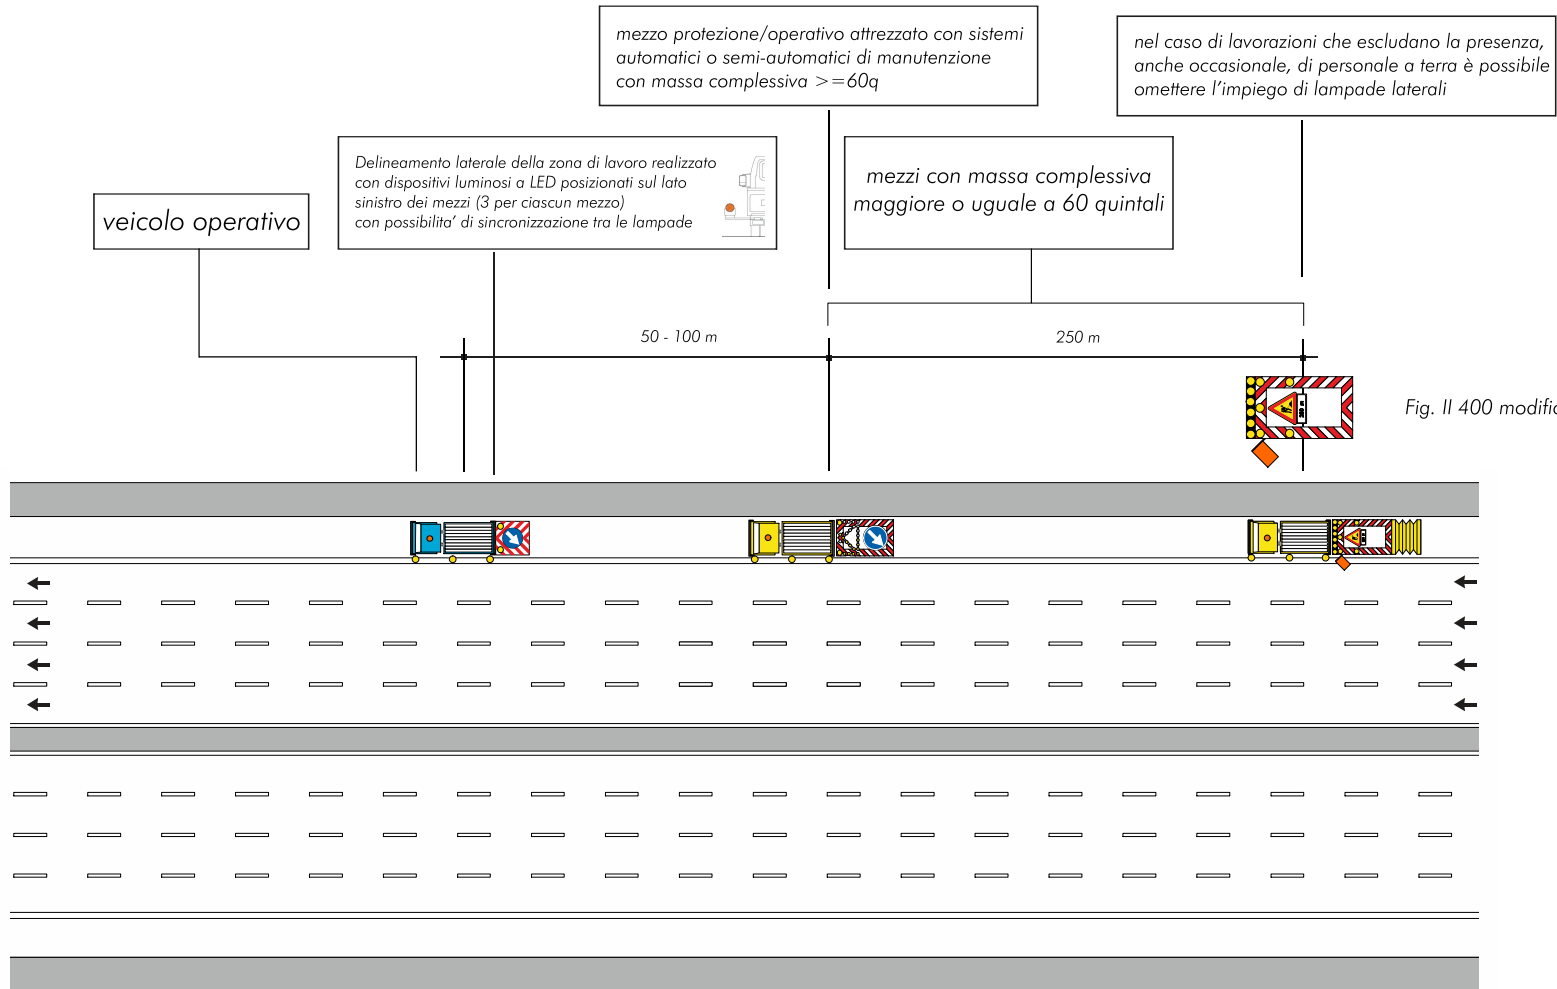 mezzo protezione/operativo attrezzato con sistemi
automatici o semi-automatici di manutenzione
con massa complessiva >=60q
nel caso di lavorazioni che escludano la presenza,
anche occasionale, di personale a terra è possibile
omettere l'impiego di lampade laterali
Delineamento laterale della zona di lavoro realizzato
con dispositivi luminosi a LED posizionati sul lato
sinistro dei mezzi (3 per ciascun mezzo)
con possibilita' di sincronizzazione tra le lampade
mezzi con massa complessiva
maggiore o uguale a 60 quintali
veicolo operativo
50 - 100 m
250 m
Fig. II 400